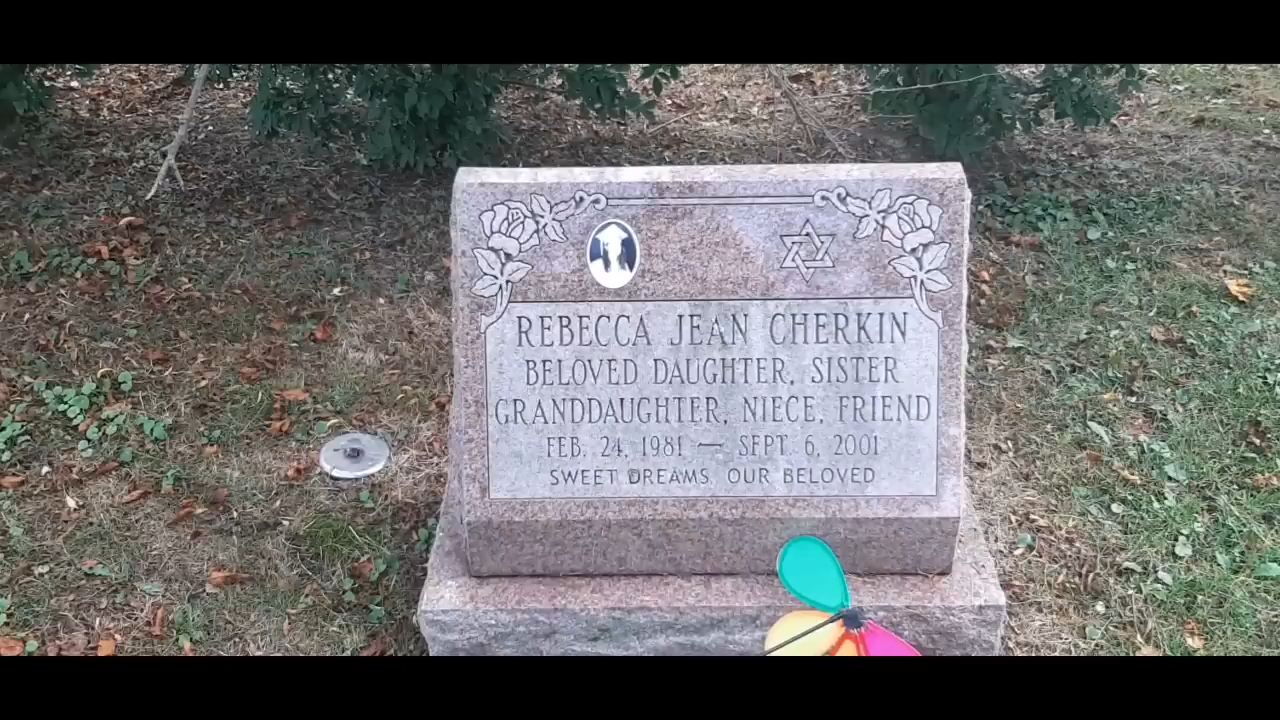 REBECCA JEAN CHERKIN
BELOVED DAUGHTER, SISTER
GRANDDAUGHTER, NIECE, FRIEND
FEB. 24, 1981 — SEPT. 6, 2001
SWEET DREAMS, OUR BELOVED